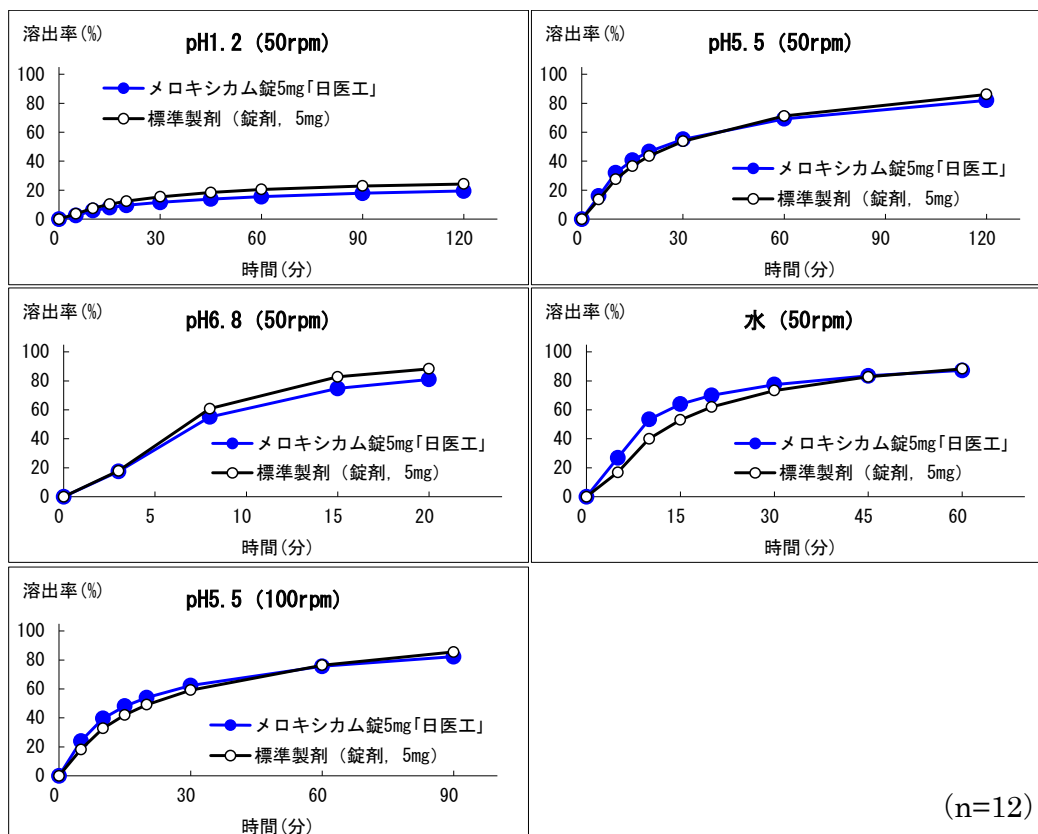 溶出率(%)
pH1.2 (50rpm)
100
80
60
40
20
0
メロキシカム錠5mg「日医工」
標準製剤(錠剤, 5mg)
0 30 60 90 120
時間(分)
溶出率(%)
pH5.5 (50rpm)
100
80
60
40
20
0
メロキシカム錠5mg「日医工」
標準製剤(錠剤, 5mg)
0 30 60 90 120
時間(分)
溶出率(%)
pH6.8 (50rpm)
100
80
60
40
20
0
メロキシカム錠5mg「日医工」
標準製剤(錠剤, 5mg)
0 5 10 15 20
時間(分)
溶出率(%)
水 (50rpm)
100
80
60
40
20
0
メロキシカム錠5mg「日医工」
標準製剤(錠剤, 5mg)
0 15 30 45 60
時間(分)
溶出率(%)
pH5.5 (100rpm)
100
80
60
40
20
0
メロキシカム錠5mg「日医工」
標準製剤(錠剤, 5mg)
0 30 60 90
時間(分)
(n=12)